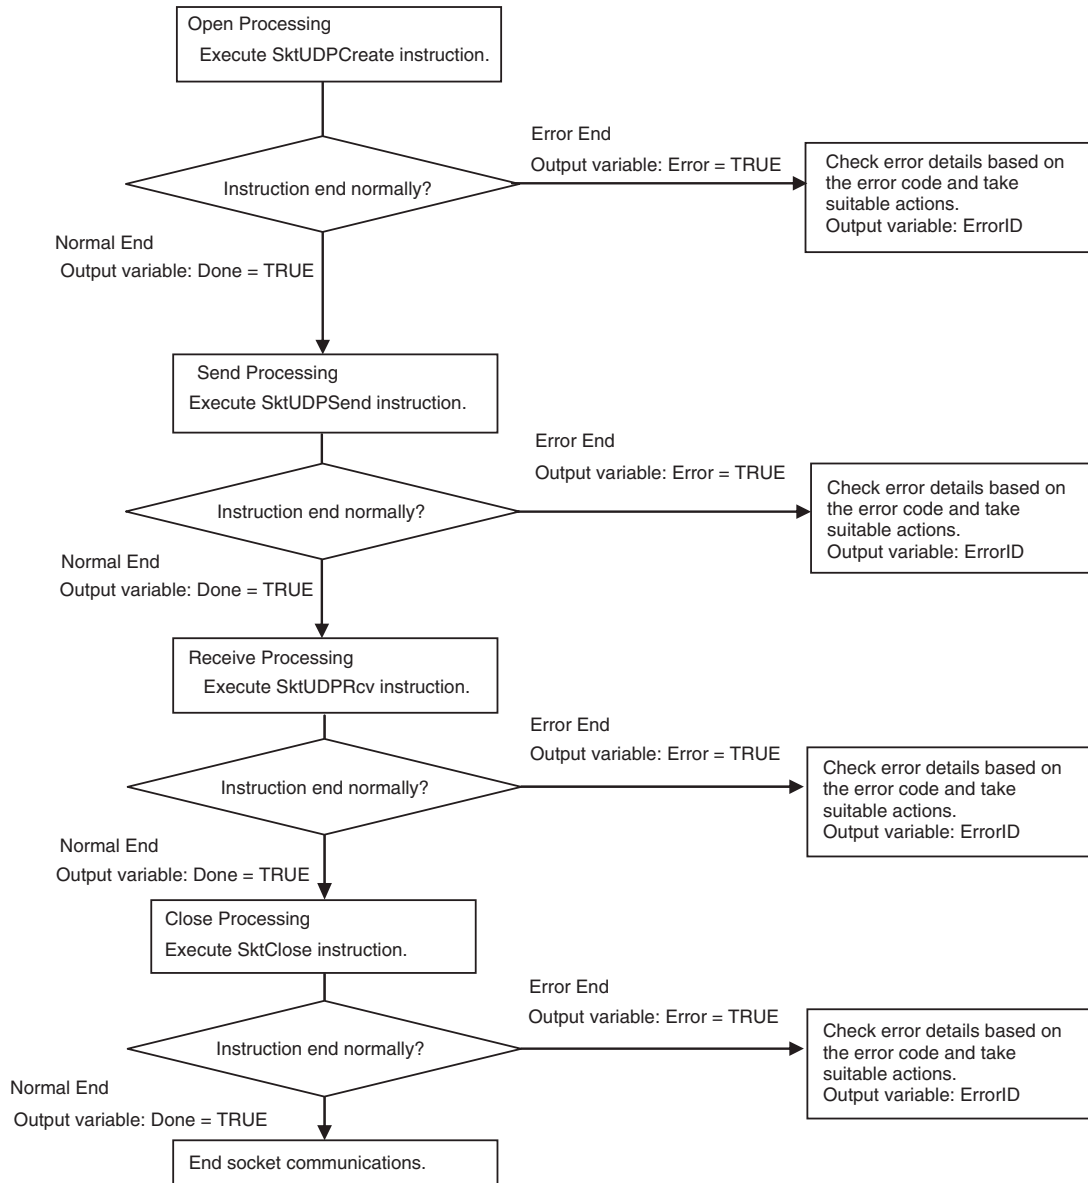 Open Processing
Execute SktUDPCreate instruction.
Error End
Output variable: Error = TRUE
Instruction end normally?
Check error details based on
the error code and take
suitable actions.
Output variable: ErrorID
Normal End
Output variable: Done = TRUE
Send Processing
Execute SktUDPSend instruction.
Error End
Output variable: Error = TRUE
Instruction end normally?
Check error details based on
the error code and take
suitable actions.
Output variable: ErrorID
Normal End
Output variable: Done = TRUE
Receive Processing
Execute SktUDPRcv instruction.
Error End
Output variable: Error = TRUE
Instruction end normally?
Check error details based on
the error code and take
suitable actions.
Output variable: ErrorID
Normal End
Output variable: Done = TRUE
Close Processing
Execute SktClose instruction.
Error End
Output variable: Error = TRUE
Instruction end normally?
Check error details based on
the error code and take
suitable actions.
Output variable: ErrorID
Normal End
Output variable: Done = TRUE
End socket communications.